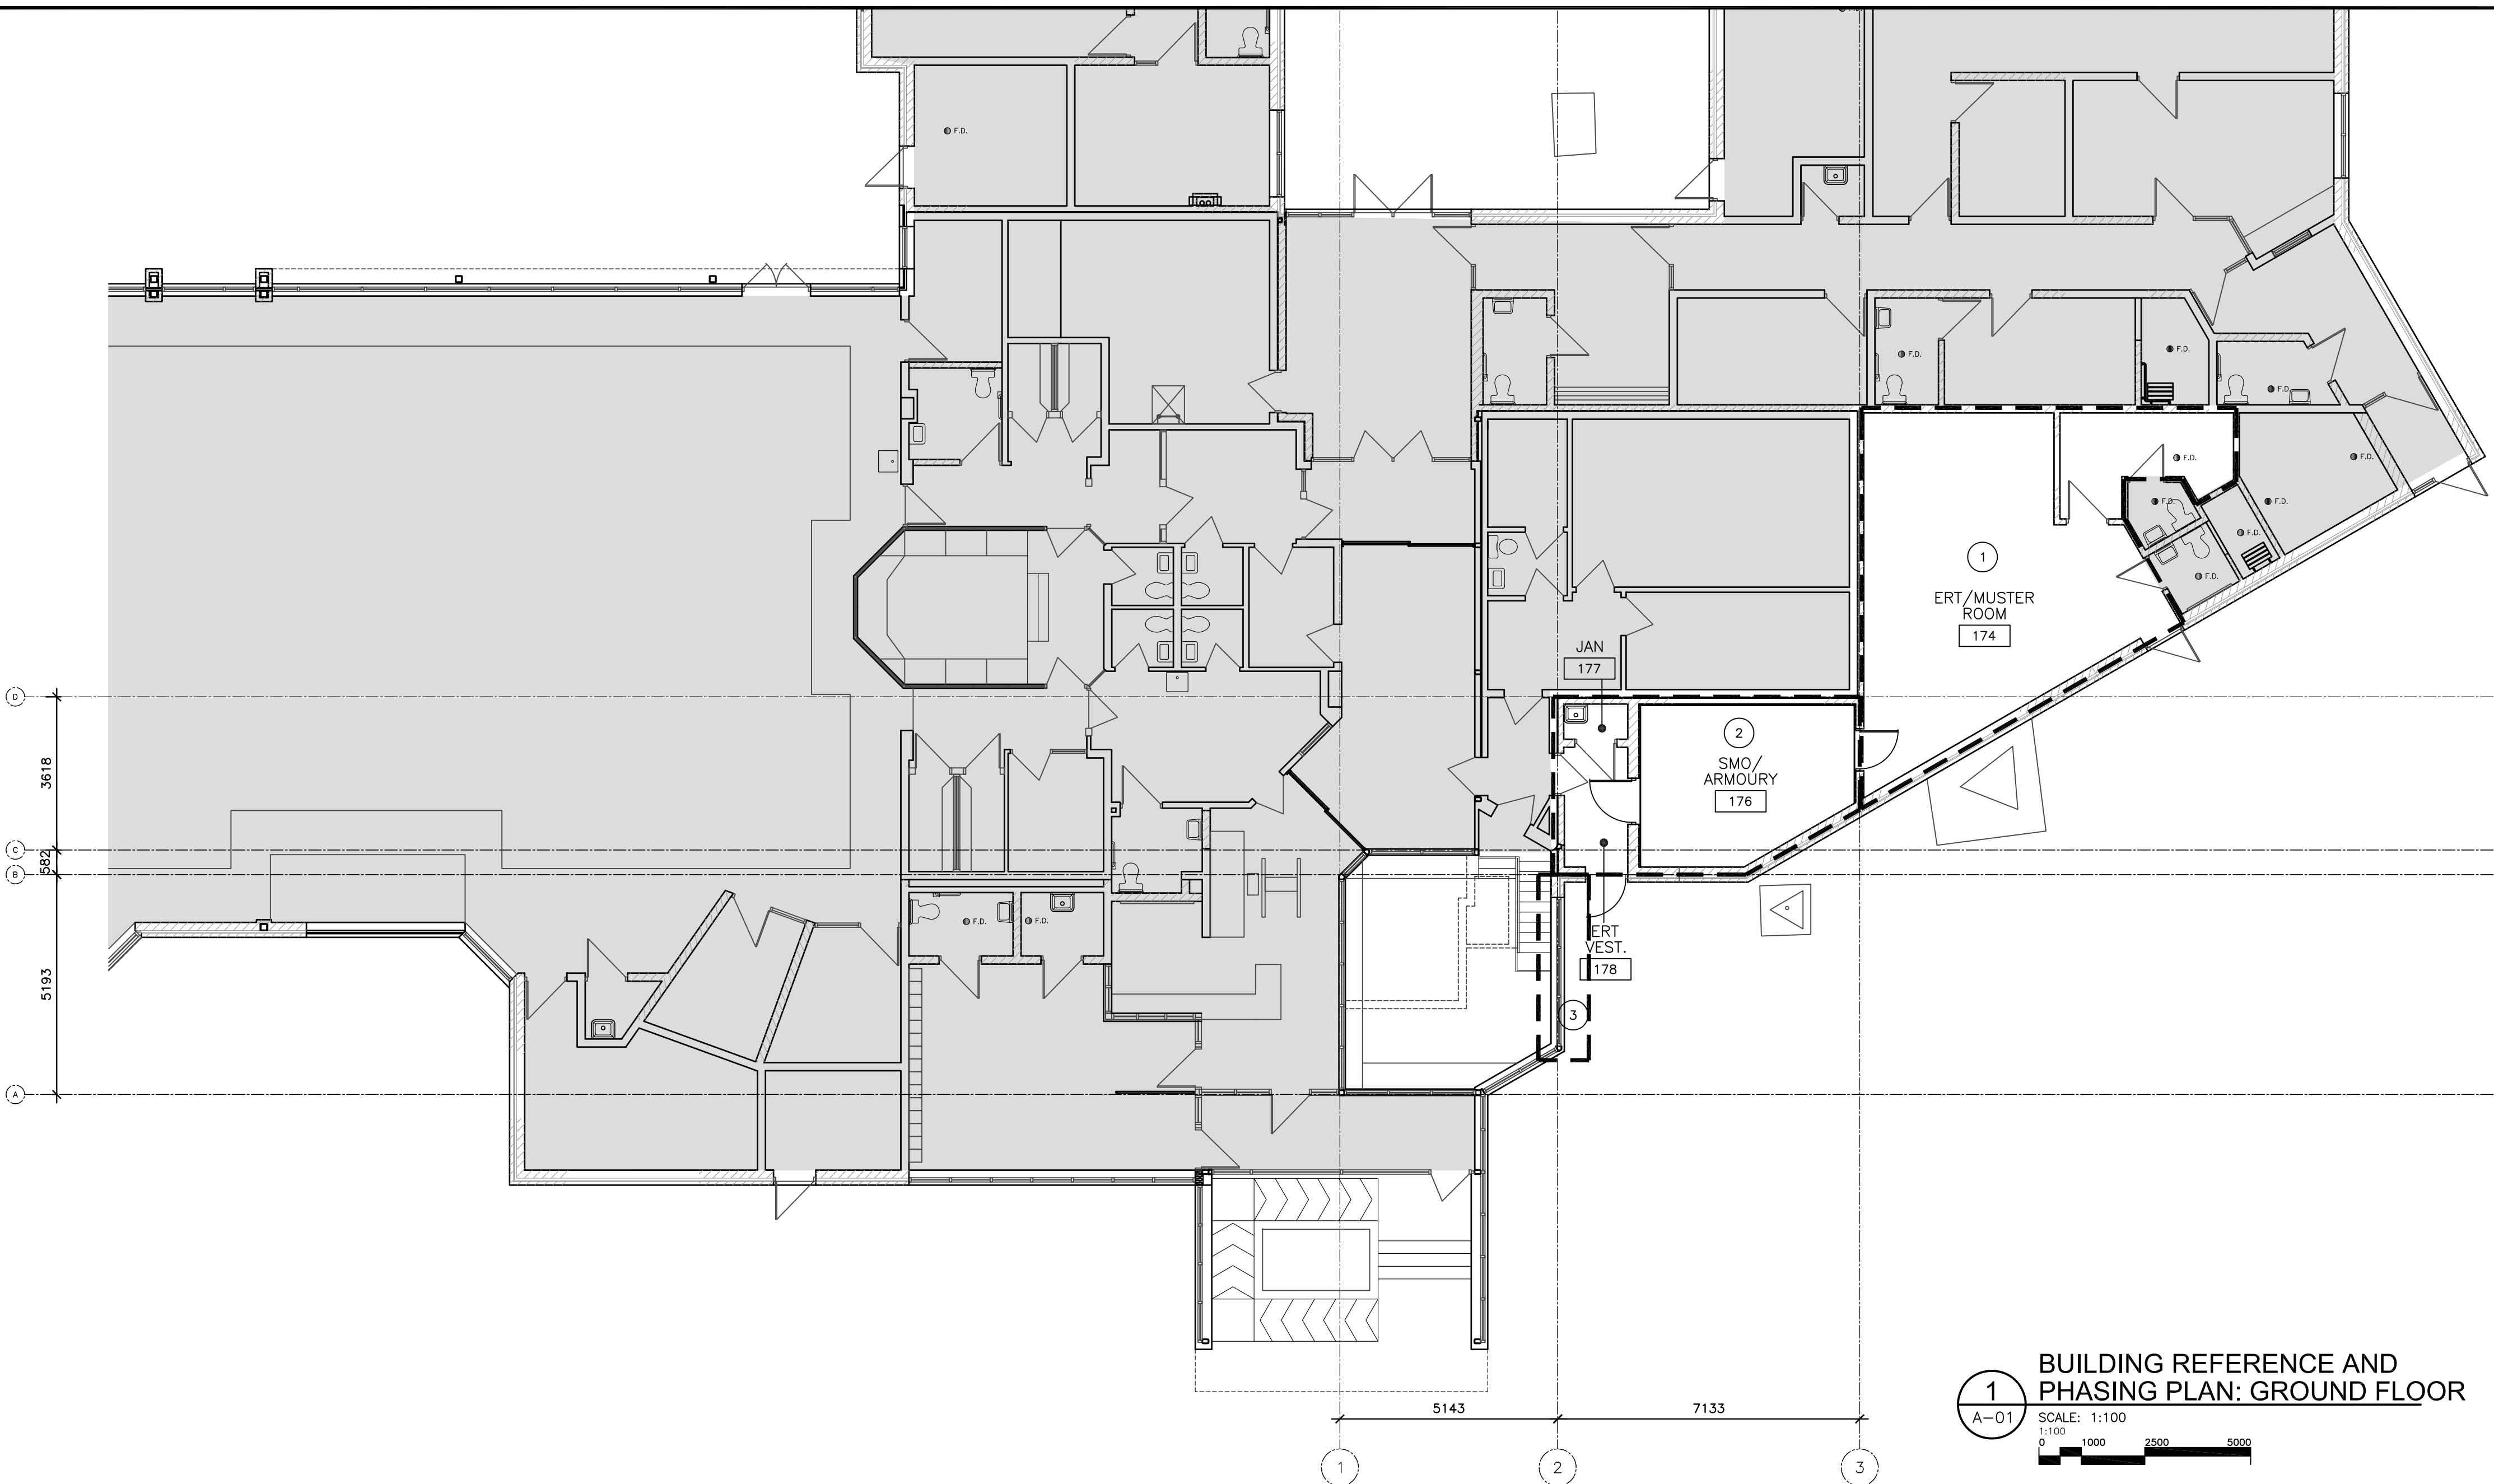 F.D.
F.D.
F.D.
F.D.
F.D.
F.D.
F.D.
F.D.
F.D.
F.D.
F.D.
1
ERT/MUSTER
ROOM
174
JAN
177
D
2
SMO/
ARMOURY
176
3618
C
582
B
F.D.
F.D.
ERT
VEST.
178
5193
3
A
5143
7133
1
2
3
1
A-01
BUILDING REFERENCE AND
PHASING PLAN: GROUND FLOOR
SCALE: 1:100
1:100
0 1000 2500 5000